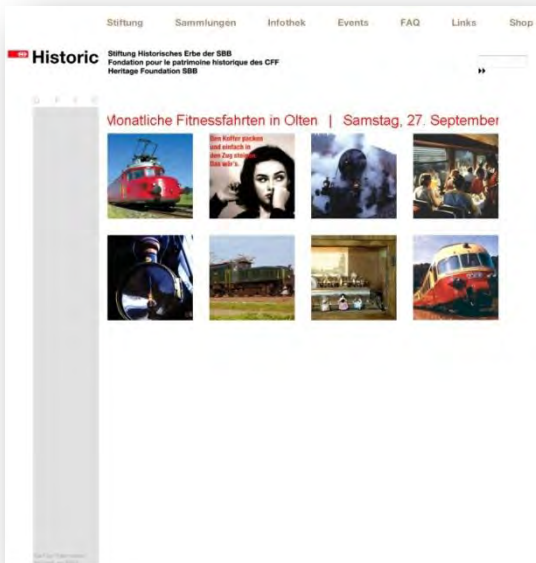 Stiftung Sammlungen Infothek Events FAQ Links Shop
Historic
Stiftung Historisches Erbe der SBB
Fondation pour le patrimoine historique des CFF
Heritage Foundation SBB
D F I E
Monatliche Fitnessfahrten in Olten | Samstag, 27. September
Den Koffer packen
und einfach in
den Zug steigen.
Das wär's.